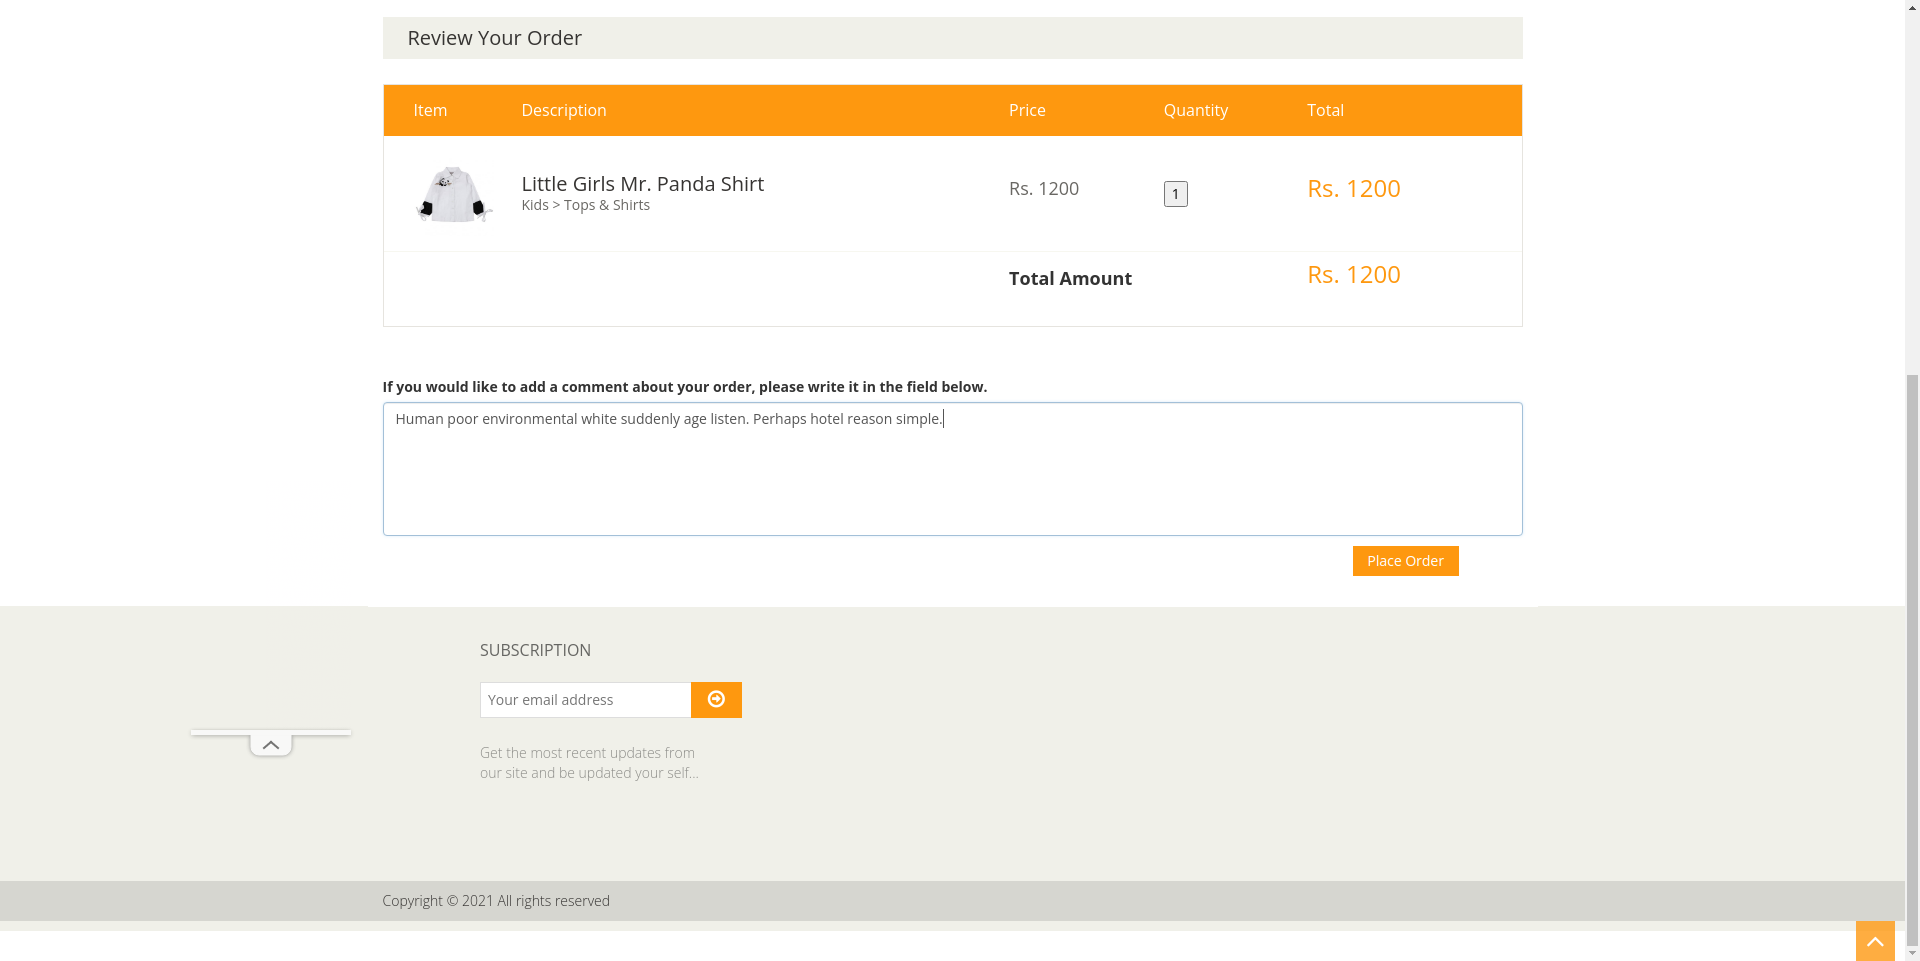 Review Your Order
Item Description Price Quantity Total
Little Girls Mr. Panda Shirt Rs. 1200 1 Rs. 1200
Kids > Tops & Shirts
Total Amount Rs. 1200
If you would like to add a comment about your order, please write it in the field below.
Human poor environmental white suddenly age listen. Perhaps hotel reason simple.
Place Order
SUBSCRIPTION
Your email address
Get the most recent updates from
our site and be updated your self...
Copyright © 2021 All rights reserved